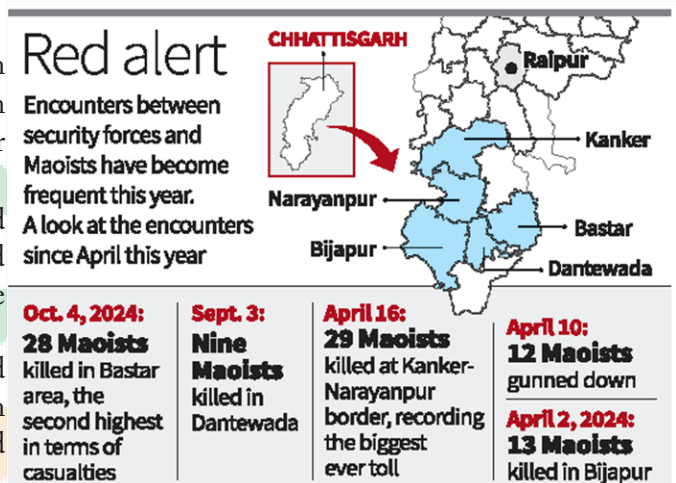 Red alert
Encounters between
security forces and
Maoists have become
frequent this year.
A look at the encounters
since April this year
CHHATTISGARH
Raipur
Kanker
Narayanpur
Bastar
Bijapur
Dantewada
Oct. 4, 2024:
28 Maoists
killed in Bastar
area, the
second highest
in terms of
casualties
Sept. 3:
Nine
Maoists
killed in
Dantewada
April 16:
29 Maoists
killed at Kanker-
Narayanpur
border, recording
the biggest
ever toll
April 10:
12 Maoists
gunned down
April 2, 2024:
13 Maoists
killed in Bijapur